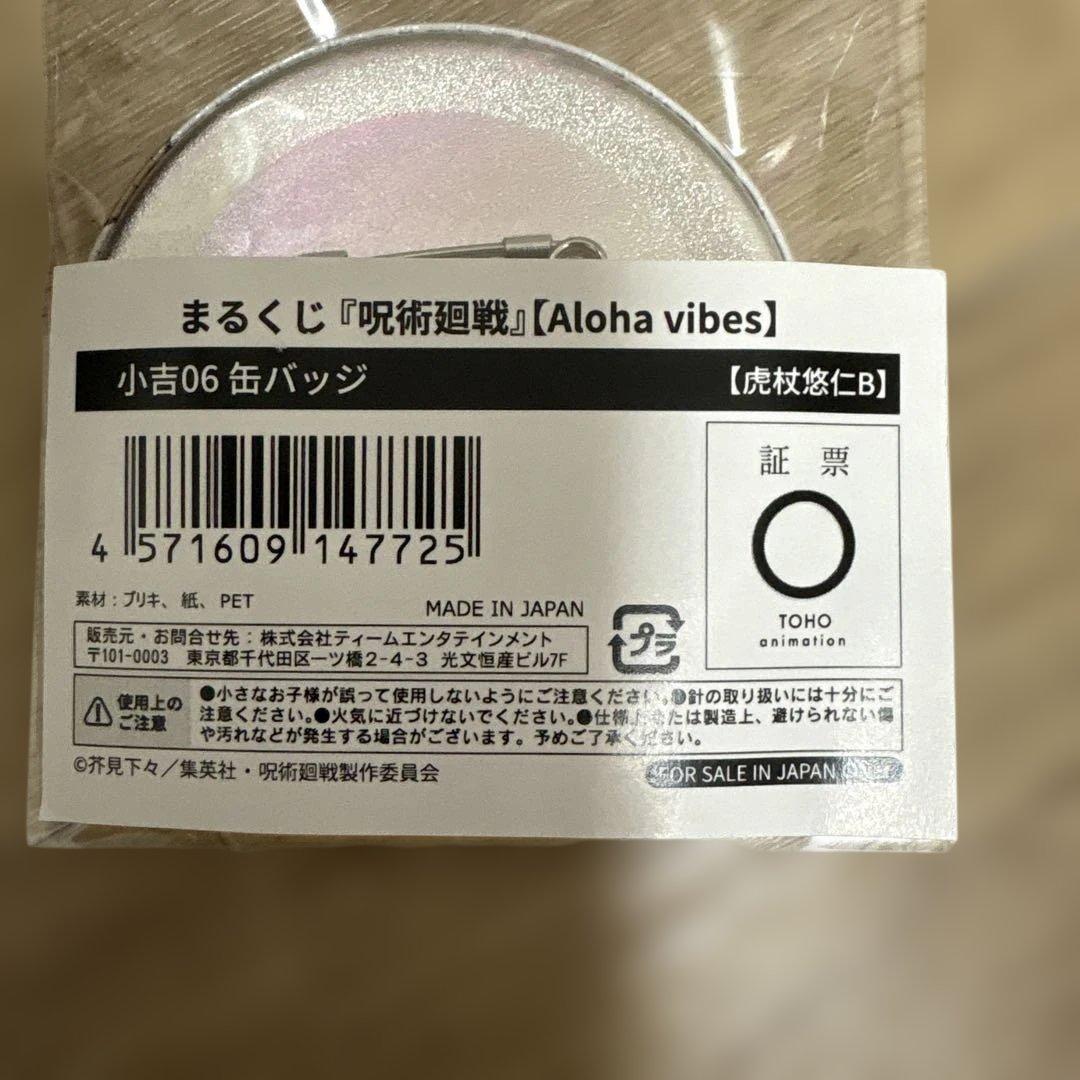 まるくじ『呪術廻戦』【Aloha vibes】
小吉06 缶バッジ
【虎杖悠仁B】
証 票
TOHO
animation
4 571609 147725
素材：ブリキ、紙、PET
MADE IN JAPAN
プラ
販売元・お問合せ先：株式会社ティームエンタテインメント
〒101-0003 東京都千代田区一ツ橋2-4-3 光文恒産ビル7F
使用上の
ご注意
●小さなお子様が誤って使用しないようにご注意ください。●針の取り扱いには十分にご
注意ください。●火気に近づけないでください。●仕様上または製造上、避けられない傷
や汚れなどが発生する場合がございます。予めご了承ください。
©芥見下々／集英社・呪術廻戦製作委員会
FOR SALE IN JAPAN ONLY